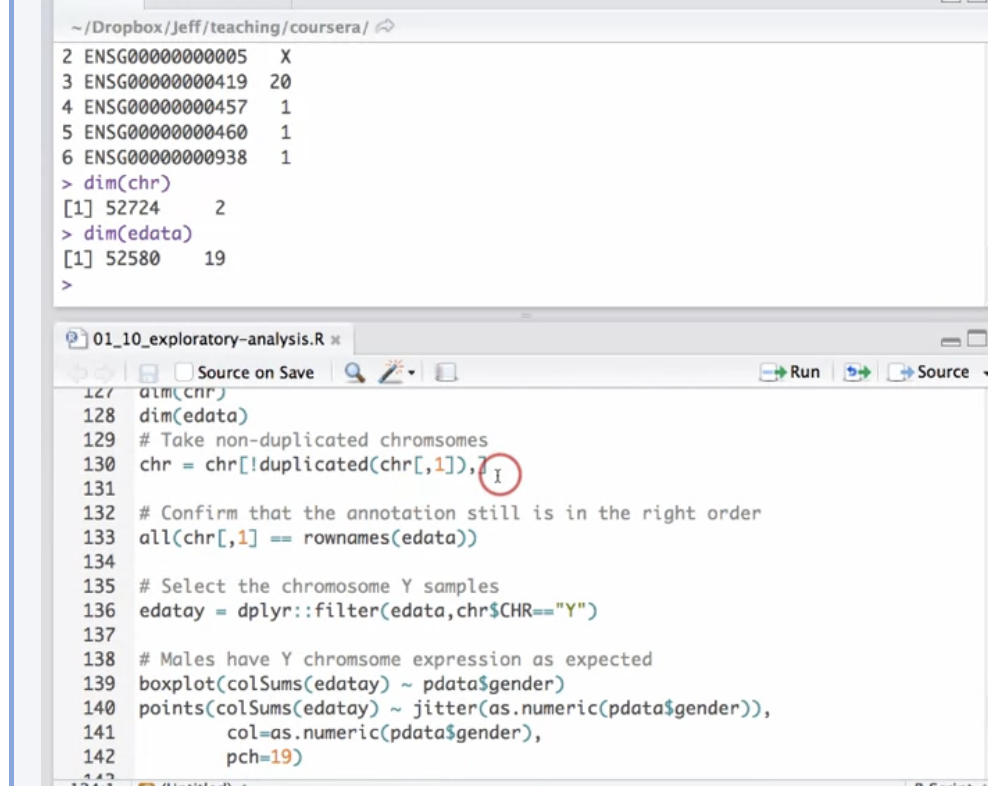 ~/Dropbox/Jeff/teaching/coursera/
2 ENSG00000000005 X
3 ENSG00000000419 20
4 ENSG00000000457 1
5 ENSG00000000460 1
6 ENSG00000000938 1
> dim(chr)
[1] 52724 2
> dim(edata)
[1] 52580 19
>
01_10_exploratory-analysis.R
Source on Save Run Source
127 dim(chr)
128 dim(edata)
129 # Take non-duplicated chromsomes
130 chr = chr[!duplicated(chr[,1]),]
131
132 # Confirm that the annotation still is in the right order
133 all(chr[,1] == rownames(edata))
134
135 # Select the chromosome Y samples
136 edatay = dplyr::filter(edata,chr$CHR=="Y")
137
138 # Males have Y chromsome expression as expected
139 boxplot(colSums(edatay) ~ pdata$gender)
140 points(colSums(edatay) ~ jitter(as.numeric(pdata$gender)),
141 col=as.numeric(pdata$gender),
142 pch=19)